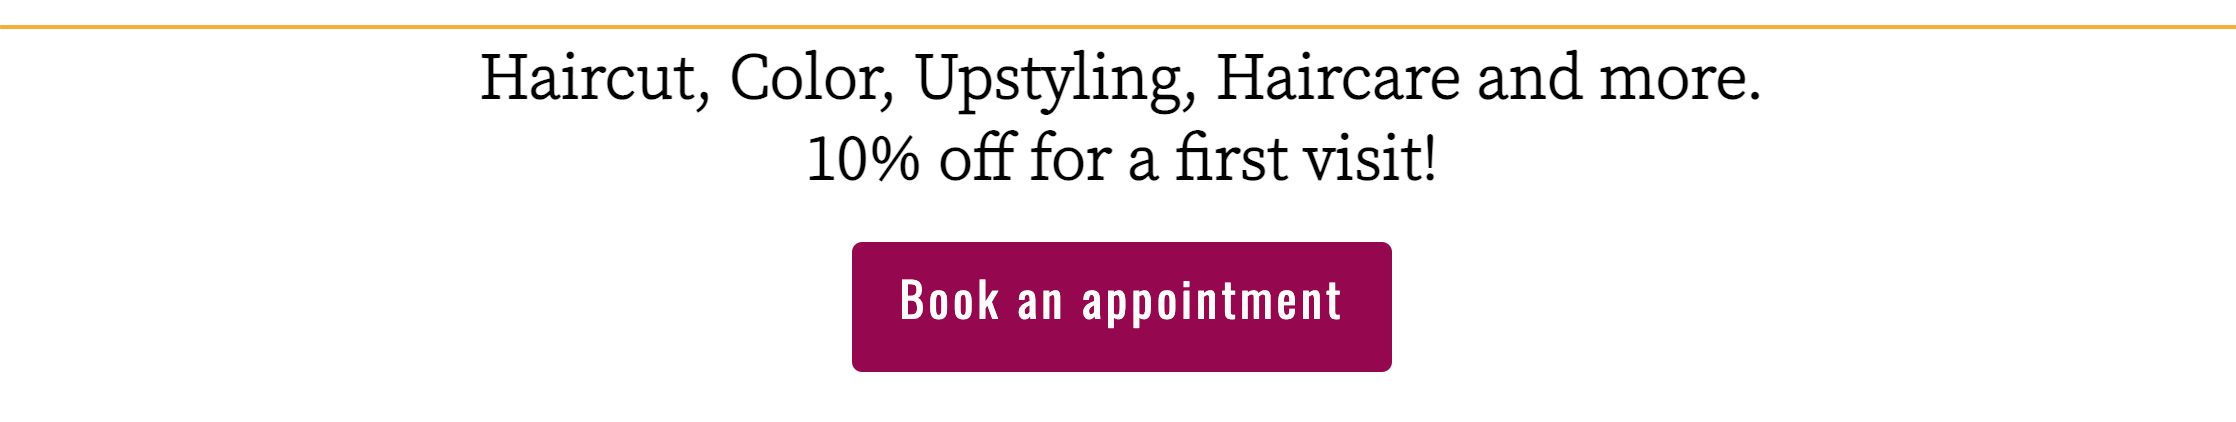 Haircut, Color, Upstyling, Haircare and more.
10% off for a first visit!
Book an appointment